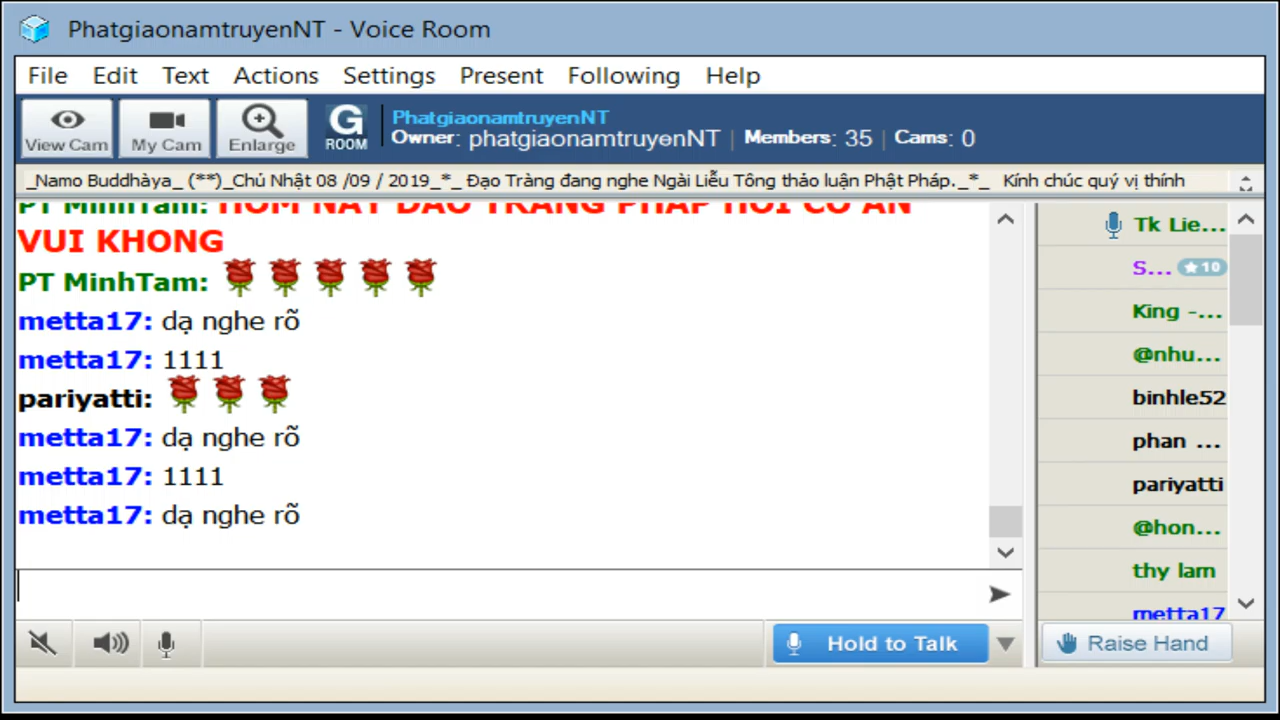 PhatgiaonamtruyenNT - Voice Room
File Edit Text Actions Settings Present Following Help
View Cam My Cam Enlarge G ROOM
PhatgiaonamtruyenNT
Owner: phatgiaonamtruyenNT | Members: 35 | Cams: 0
_Namo Buddhàya_ (**)_Chủ Nhật 08 /09 / 2019_*_ Đạo Tràng đang nghe Ngài Liễu Tông thảo luận Phật Pháp._*_ Kính chúc quý vị thính
PT MinhTam:
VUI KHONG
PT MinhTam:
metta17: dạ nghe rõ
metta17: 1111
pariyatti:
metta17: dạ nghe rõ
metta17: 1111
metta17: dạ nghe rõ
Tk Lie...
S... ★10
King -...
@nhu...
binhle52
phan ...
pariyatti
@hon...
thy lam
metta17
Hold to Talk
Raise Hand